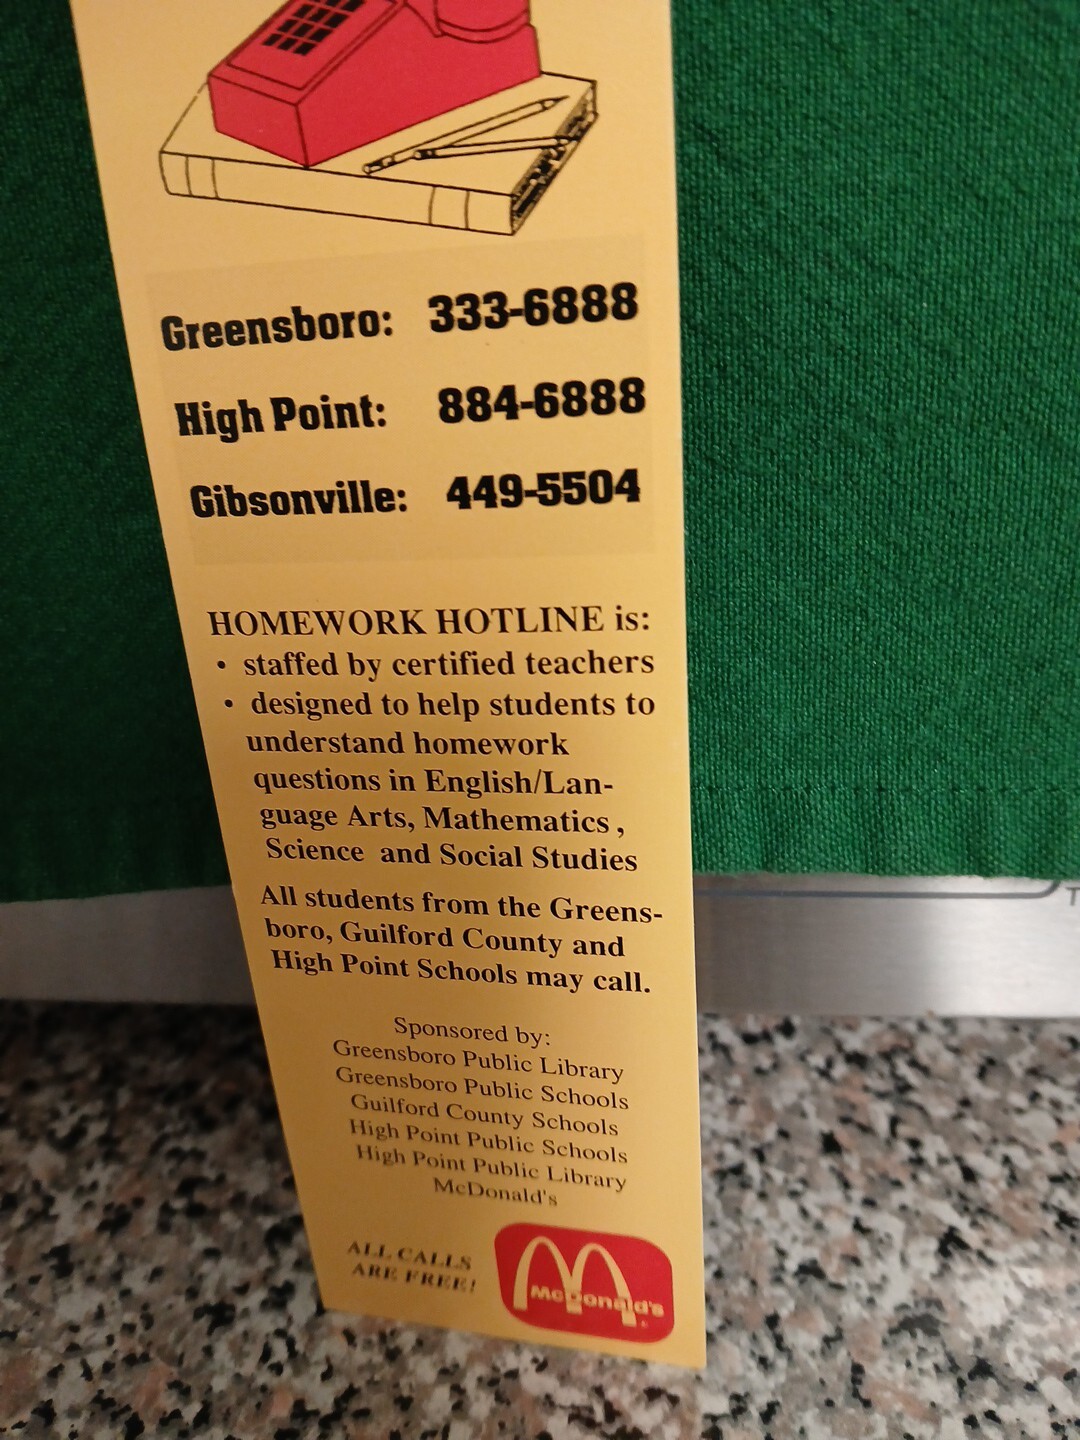 Greensboro: 333-6888
High Point: 884-6888
Gibsonville: 449-5504
HOMEWORK HOTLINE is:
• staffed by certified teachers
• designed to help students to
understand homework
questions in English/Lan-
guage Arts, Mathematics ,
Science and Social Studies
All students from the Greens-
boro, Guilford County and
High Point Schools may call.
Sponsored by:
Greensboro Public Library
Greensboro Public Schools
Guilford County Schools
High Point Public Schools
High Point Public Library
McDonald's
ALL CALLS
ARE FREE!
McDonald's
T